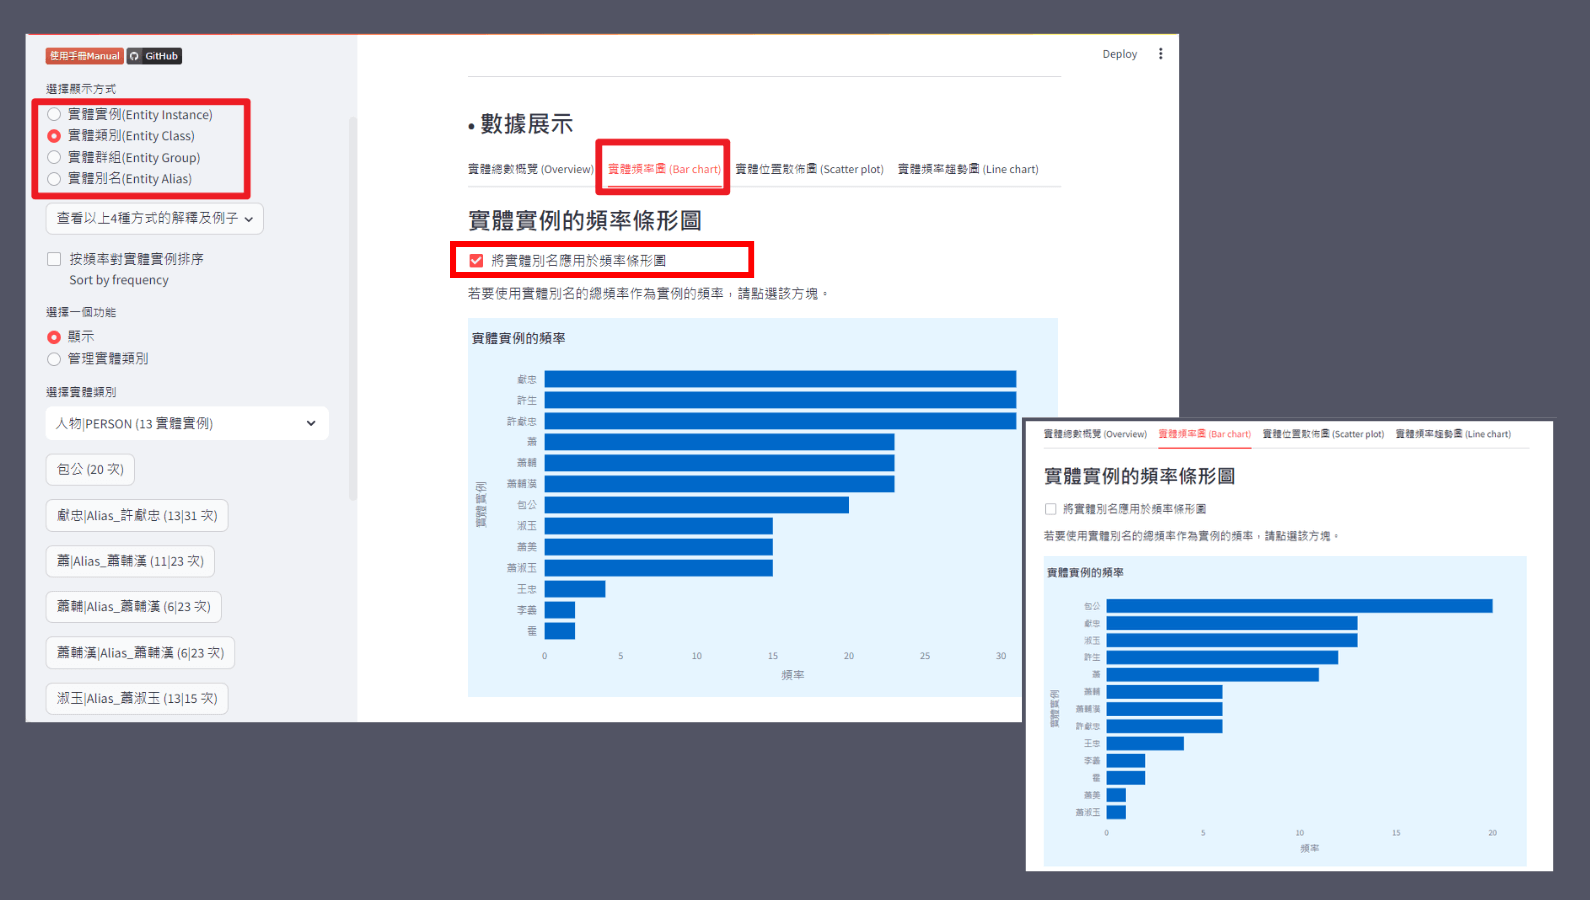 使用手冊Manual GitHub
選擇顯示方式
實體實例(Entity Instance)
實體類別(Entity Class)
實體群組(Entity Group)
實體別名(Entity Alias)
查看以上4種方式的解釋及例子
按頻率對實體實例排序
Sort by frequency
選擇一個功能
顯示
管理實體類別
選擇實體類別
人物|PERSON (13 實體實例)
包公 (20 次)
獻忠|Alias_許獻忠 (13|31 次)
蕭|Alias_蕭輔漢 (11|23 次)
蕭輔|Alias_蕭輔漢 (6|23 次)
蕭輔漢|Alias_蕭輔漢 (6|23 次)
淑玉|Alias_蕭淑玉 (13|15 次)
Deploy
• 數據展示
實體總數概覽 (Overview) 實體頻率圖 (Bar chart) 實體位置散佈圖 (Scatter plot) 實體頻率趨勢圖 (Line chart)
實體實例的頻率條形圖
將實體別名應用於頻率條形圖
若要使用實體別名的總頻率作為實例的頻率，請點選該方塊。
實體實例的頻率
實體實例
獻忠
許生
許獻忠
蕭
蕭輔
蕭輔漢
包公
淑玉
蕭美
蕭淑玉
王忠
李善
霍
0 5 10 15 20 25 30
頻率
實體總數概覽 (Overview) 實體頻率圖 (Bar chart) 實體位置散佈圖 (Scatter plot) 實體頻率趨勢圖 (Line chart)
實體實例的頻率條形圖
將實體別名應用於頻率條形圖
若要使用實體別名的總頻率作為實例的頻率，請點選該方塊。
實體實例的頻率
實體實例
包公
獻忠
淑玉
許生
蕭
蕭輔
蕭輔漢
許獻忠
王忠
李善
霍
蕭美
蕭淑玉
0 5 10 15 20
頻率